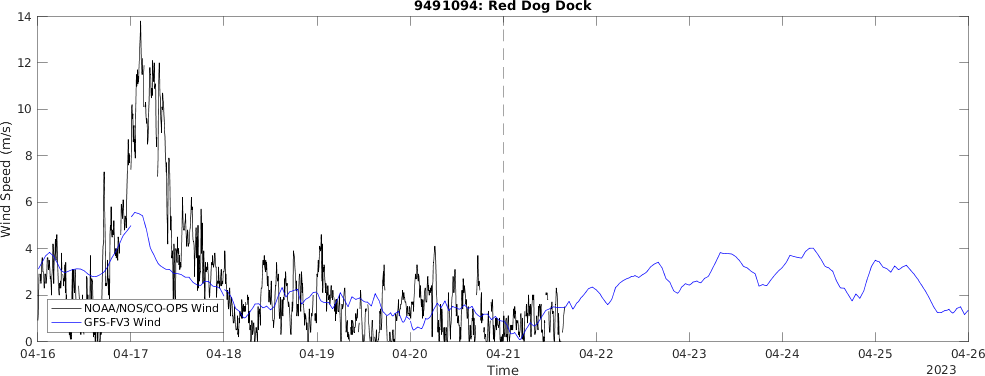 9491094: Red Dog Dock
Wind Speed (m/s)
14
12
10
8
6
4
2
0
NOAA/NOS/CO-OPS Wind
GFS-FV3 Wind
04-16 04-17 04-18 04-19 04-20 04-21 04-22 04-23 04-24 04-25 04-26
Time
2023